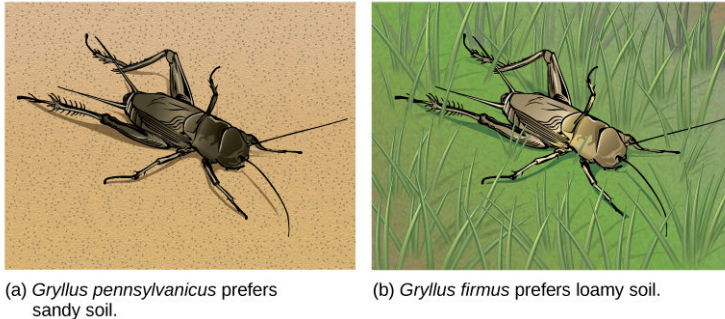 (a) Gryllus pennsylvanicus prefers
sandy soil.
(b) Gryllus firmus prefers loamy soil.